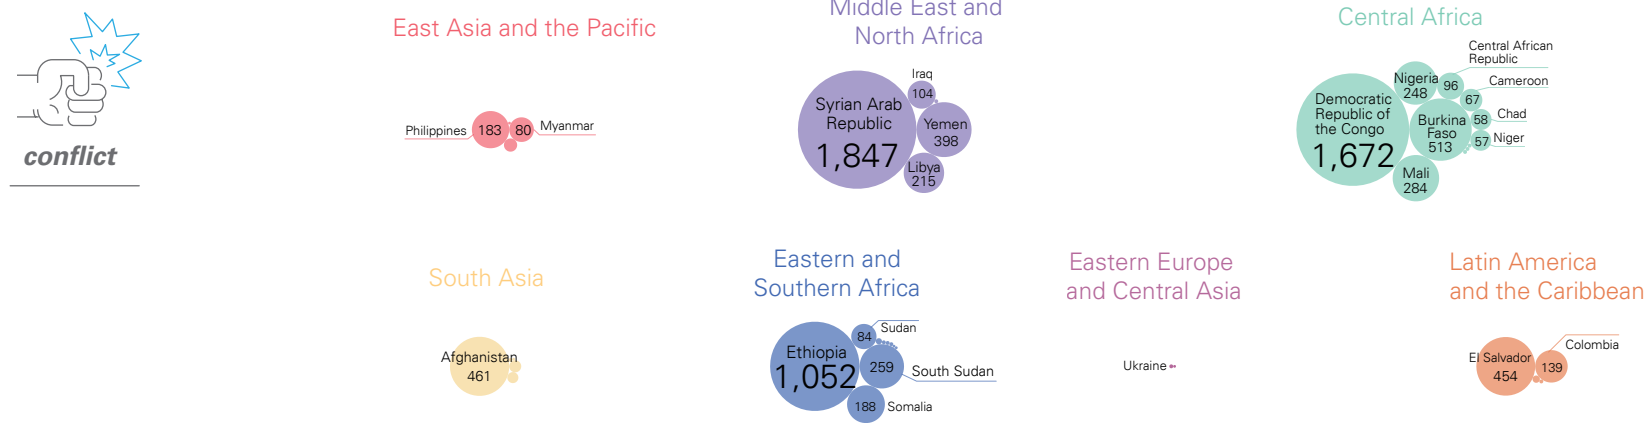 conflict
East Asia and the Pacific
Philippines
183
80
Myanmar
Middle East and
North Africa
Syrian Arab
Republic
1,847
Iraq
104
Yemen
398
Libya
215
Central Africa
Democratic
Republic of
the Congo
1,672
Nigeria
248
Central African
Republic
96
Cameroon
67
Burkina
Faso
513
58
Chad
57
Niger
Mali
284
South Asia
Afghanistan
461
Eastern and
Southern Africa
Ethiopia
1,052
84
Sudan
259
South Sudan
188
Somalia
Eastern Europe
and Central Asia
Ukraine
Latin America
and the Caribbean
El Salvador
454
139
Colombia